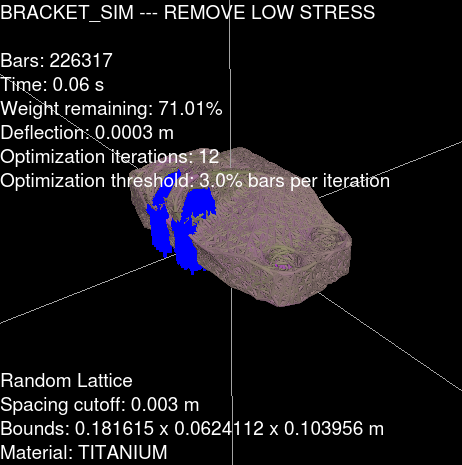 BRACKET_SIM --- REMOVE LOW STRESS
Bars: 226317
Time: 0.06 s
Weight remaining: 71.01%
Deflection: 0.0003 m
Optimization iterations: 12
Optimization threshold: 3.0% bars per iteration
Random Lattice
Spacing cutoff: 0.003 m
Bounds: 0.181615 x 0.0624112 x 0.103956 m
Material: TITANIUM